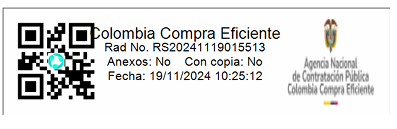 Colombia Compra Eficiente
Rad No. RS20241119015513
Anexos: No Con copia: No
Fecha: 19/11/2024 10:25:12
Agencia Nacional
de Contratación Pública
Colombia Compra Eficiente